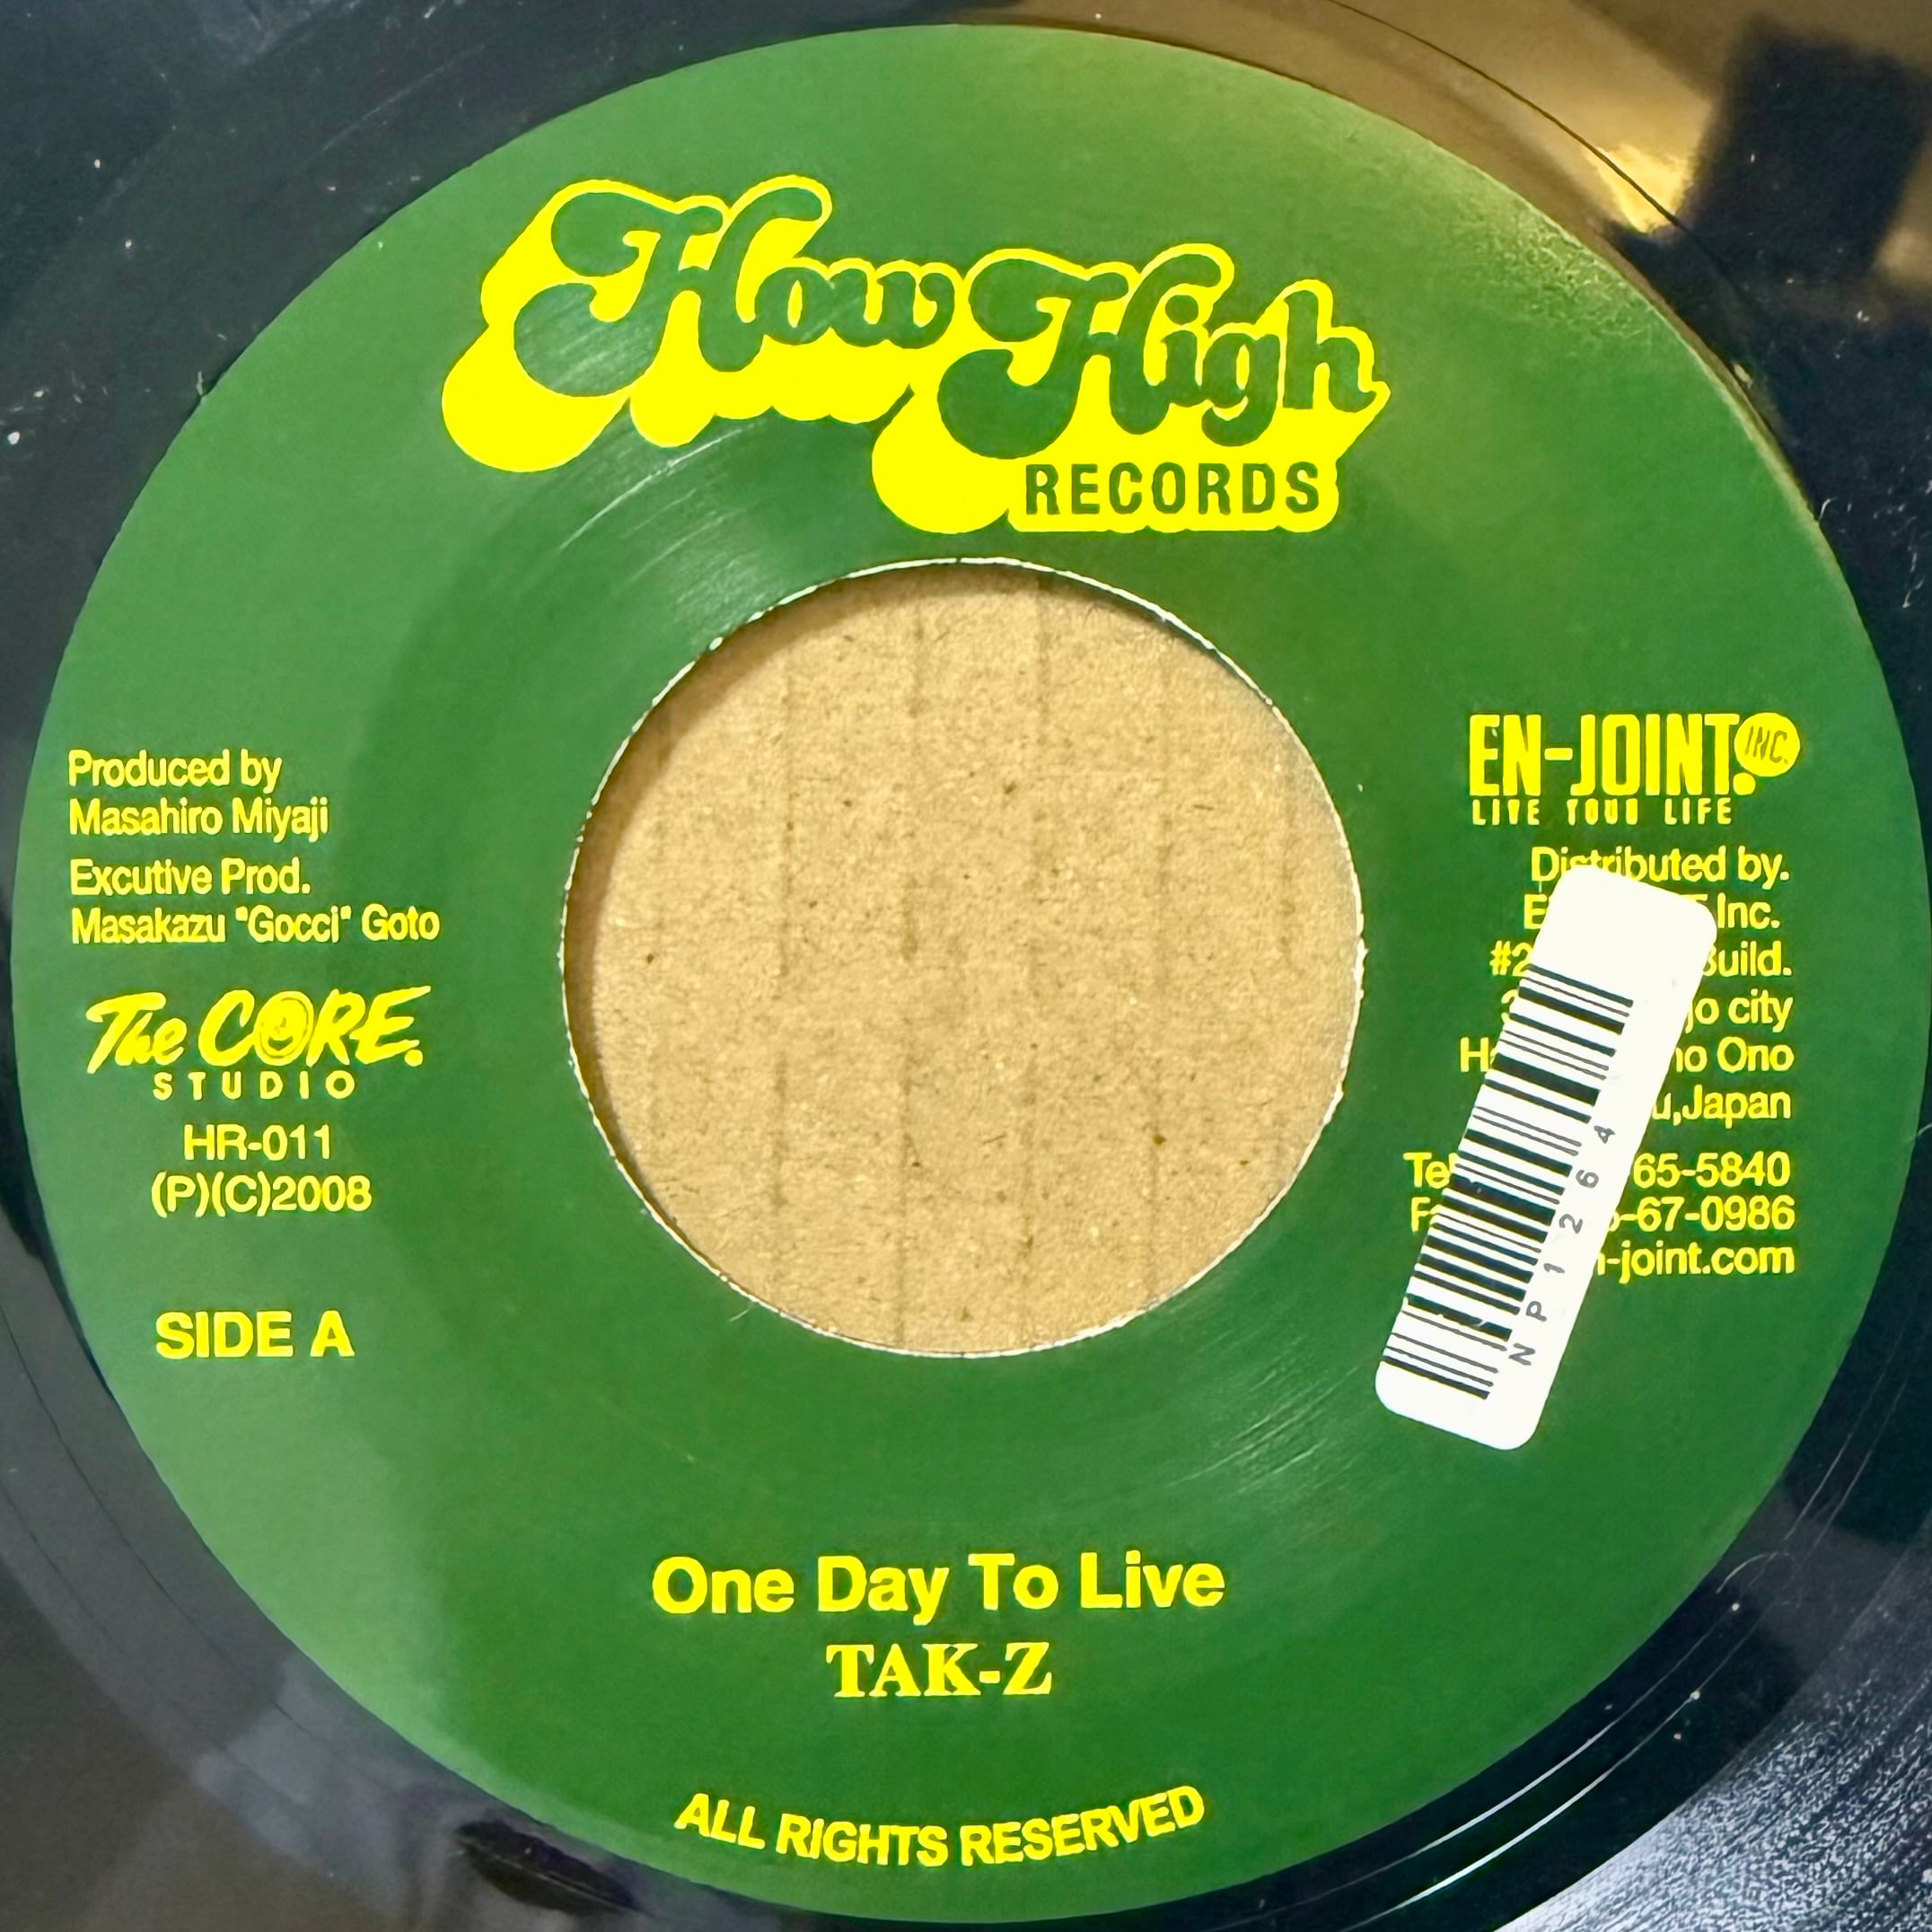 How High
RECORDS
Produced by
Masahiro Miyaji
Excutive Prod.
Masakazu "Gocci" Goto
The CORE.
STUDIO
HR-011
(P)(C)2008
SIDE A
EN-JOINT. INC.
LIVE YOUR LIFE
Distributed by.
Inc.
city
Ono
Japan
65-5840
-67-0986
-joint.com
NP1264
One Day To Live
TAK-Z
ALL RIGHTS RESERVED